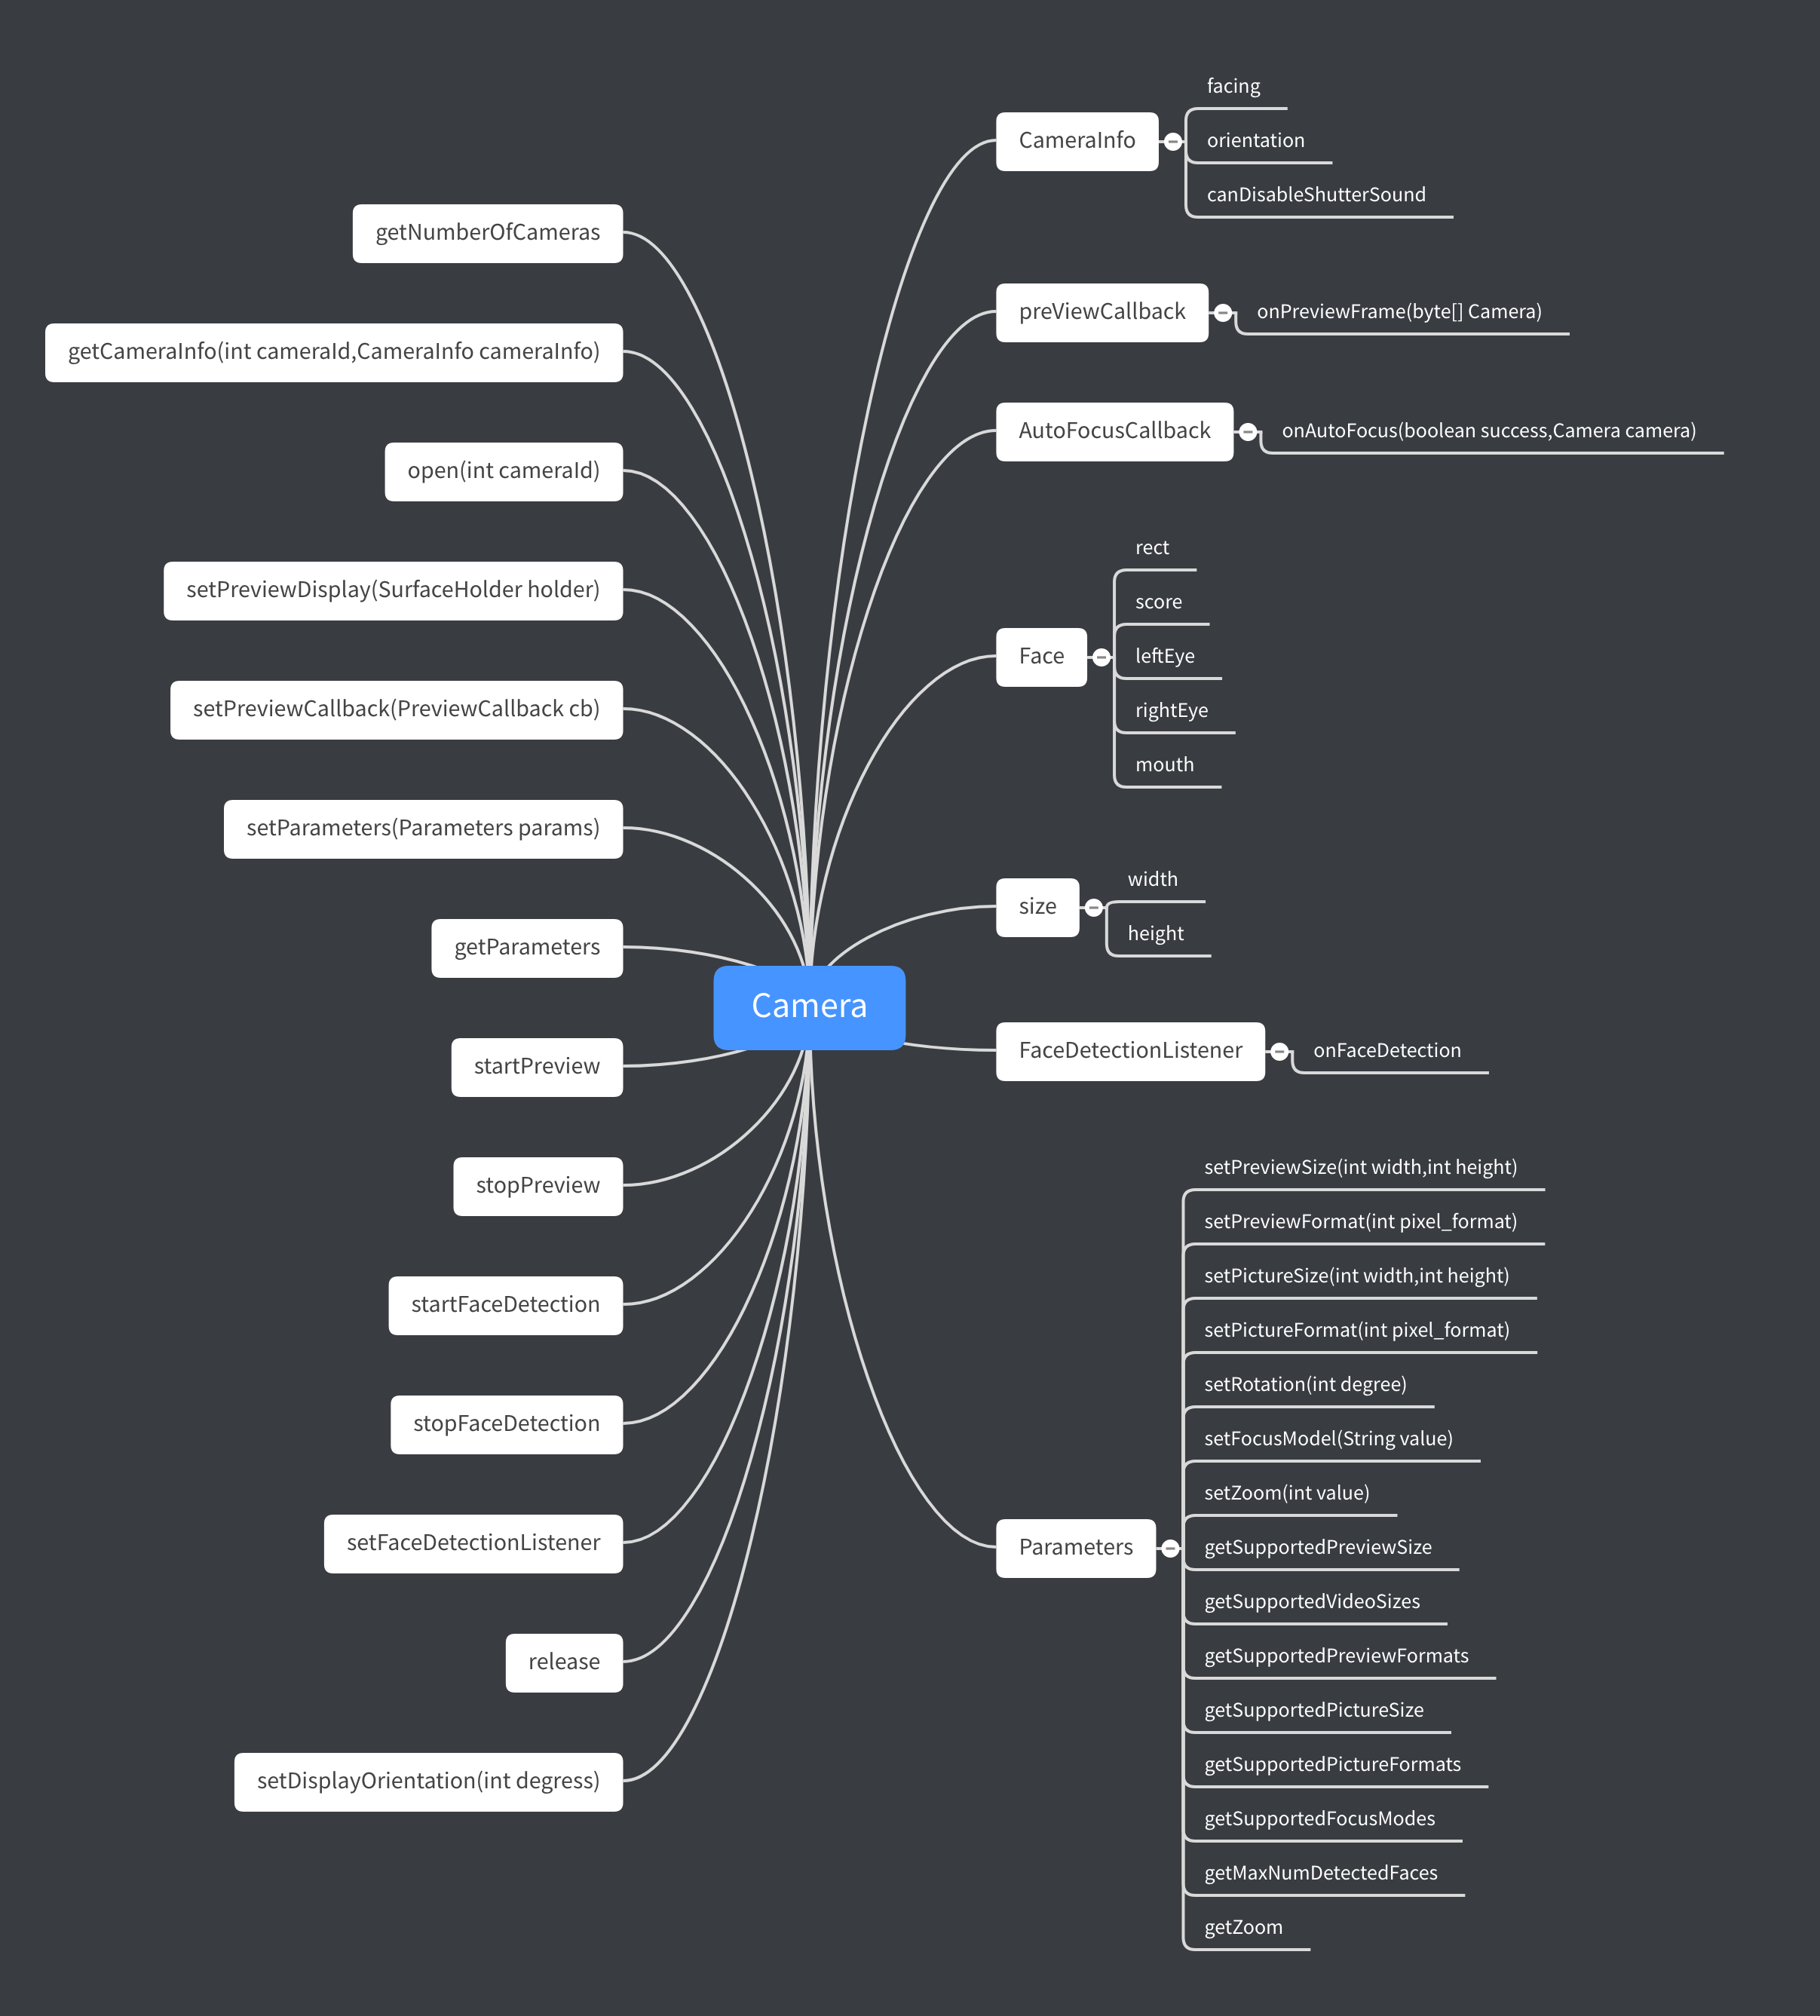 Camera
getNumberOfCameras
getCameraInfo(int cameraId,CameraInfo cameraInfo)
open(int cameraId)
setPreviewDisplay(SurfaceHolder holder)
setPreviewCallback(PreviewCallback cb)
setParameters(Parameters params)
getParameters
startPreview
stopPreview
startFaceDetection
stopFaceDetection
setFaceDetectionListener
release
setDisplayOrientation(int degress)
CameraInfo
facing
orientation
canDisableShutterSound
preViewCallback
onPreviewFrame(byte[] Camera)
AutoFocusCallback
onAutoFocus(boolean success,Camera camera)
Face
rect
score
leftEye
rightEye
mouth
size
width
height
FaceDetectionListener
onFaceDetection
Parameters
setPreviewSize(int width,int height)
setPreviewFormat(int pixel_format)
setPictureSize(int width,int height)
setPictureFormat(int pixel_format)
setRotation(int degree)
setFocusModel(String value)
setZoom(int value)
getSupportedPreviewSize
getSupportedVideoSizes
getSupportedPreviewFormats
getSupportedPictureSize
getSupportedPictureFormats
getSupportedFocusModes
getMaxNumDetectedFaces
getZoom